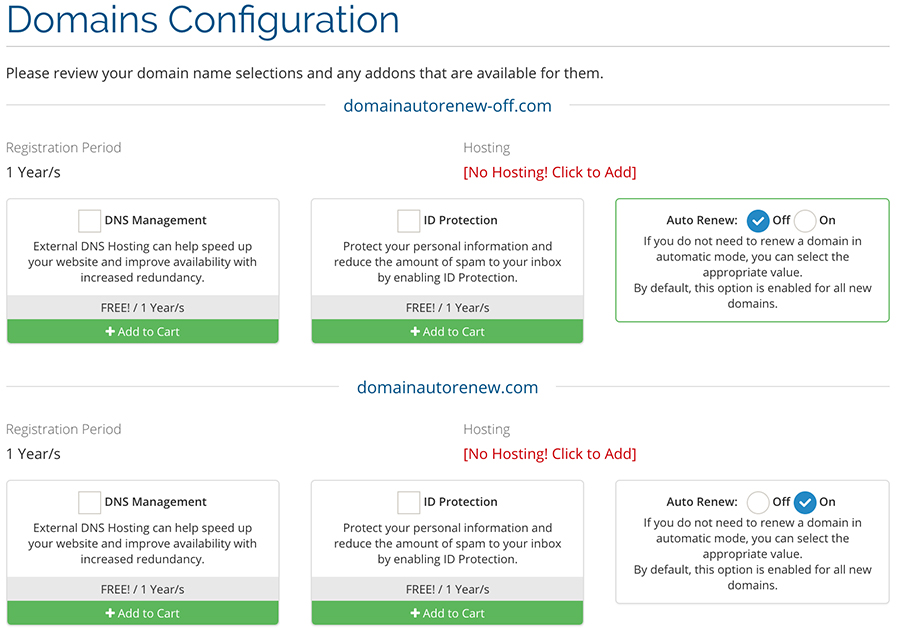 Domains Configuration
Please review your domain name selections and any addons that are available for them.
domainautorenew-off.com
Registration Period
1 Year/s
Hosting
[No Hosting! Click to Add]
DNS Management
External DNS Hosting can help speed up
your website and improve availability with
increased redundancy.
FREE! / 1 Year/s
+ Add to Cart
ID Protection
Protect your personal information and
reduce the amount of spam to your inbox
by enabling ID Protection.
FREE! / 1 Year/s
+ Add to Cart
Auto Renew: Off On
If you do not need to renew a domain in
automatic mode, you can select the
appropriate value.
By default, this option is enabled for all new
domains.
domainautorenew.com
Registration Period
1 Year/s
Hosting
[No Hosting! Click to Add]
DNS Management
External DNS Hosting can help speed up
your website and improve availability with
increased redundancy.
FREE! / 1 Year/s
+ Add to Cart
ID Protection
Protect your personal information and
reduce the amount of spam to your inbox
by enabling ID Protection.
FREE! / 1 Year/s
+ Add to Cart
Auto Renew: Off On
If you do not need to renew a domain in
automatic mode, you can select the
appropriate value.
By default, this option is enabled for all new
domains.